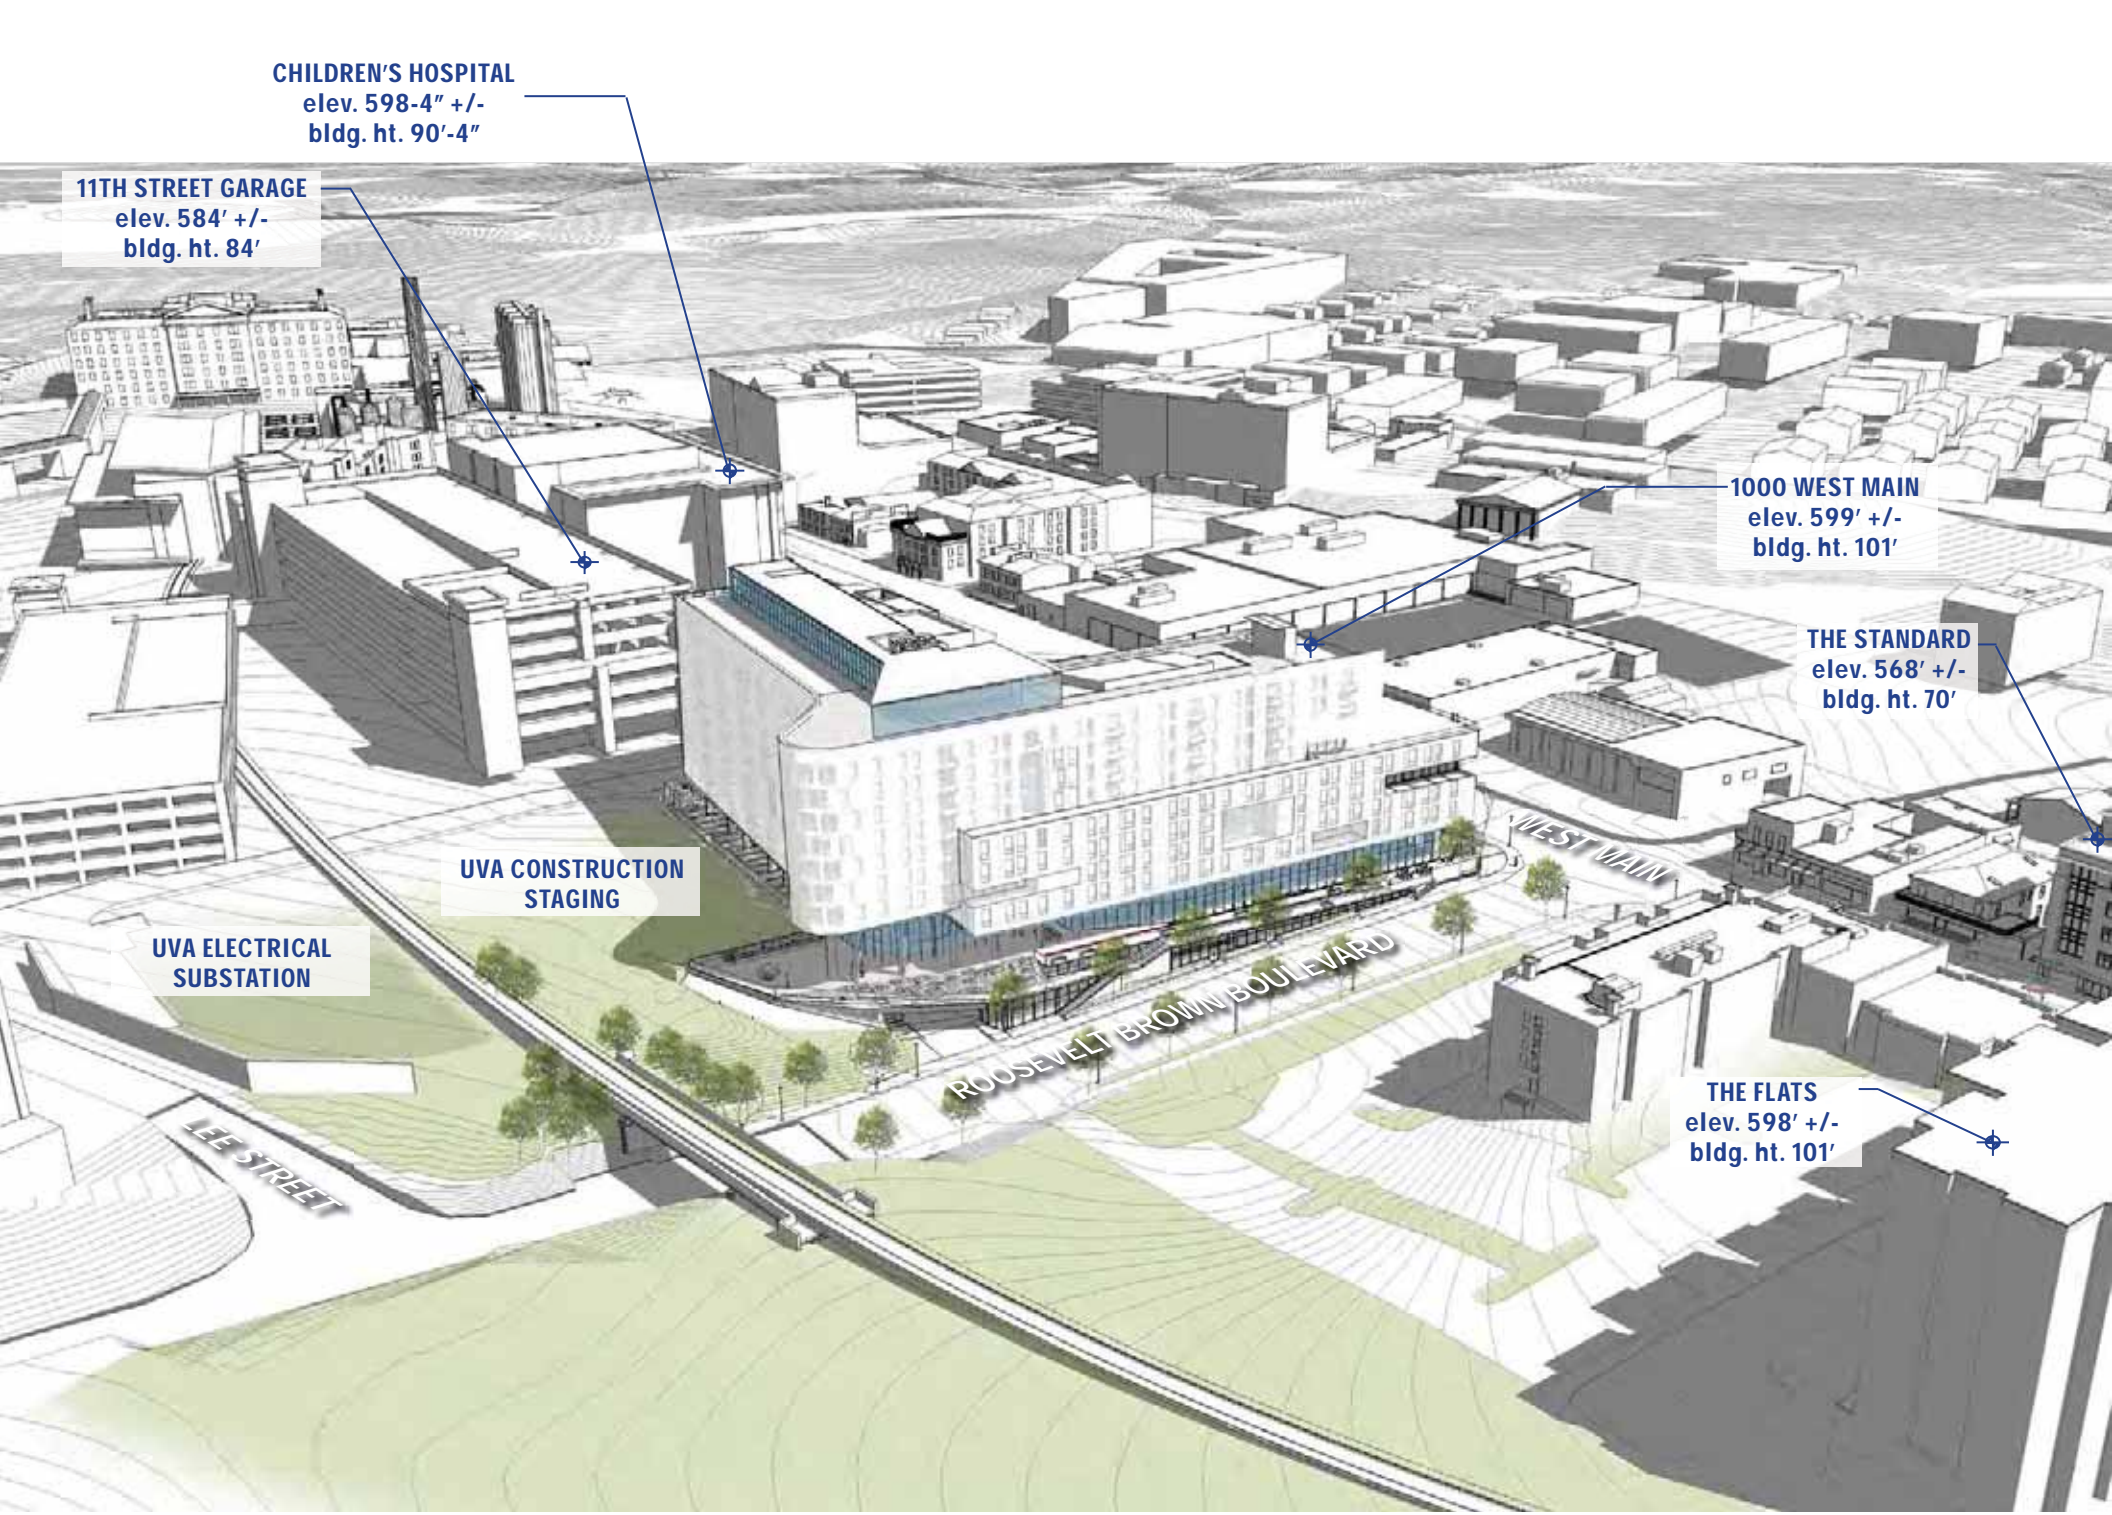 CHILDREN'S HOSPITAL
elev. 598-4" +/-
bldg. ht. 90'-4"
11TH STREET GARAGE
elev. 584' +/-
bldg. ht. 84'
1000 WEST MAIN
elev. 599' +/-
bldg. ht. 101'
THE STANDARD
elev. 568' +/-
bldg. ht. 70'
WEST MAIN
UVA CONSTRUCTION
STAGING
UVA ELECTRICAL
SUBSTATION
ROOSEVELT BROWN BOULEVARD
THE FLATS
elev. 598' +/-
bldg. ht. 101'
LEE STREET